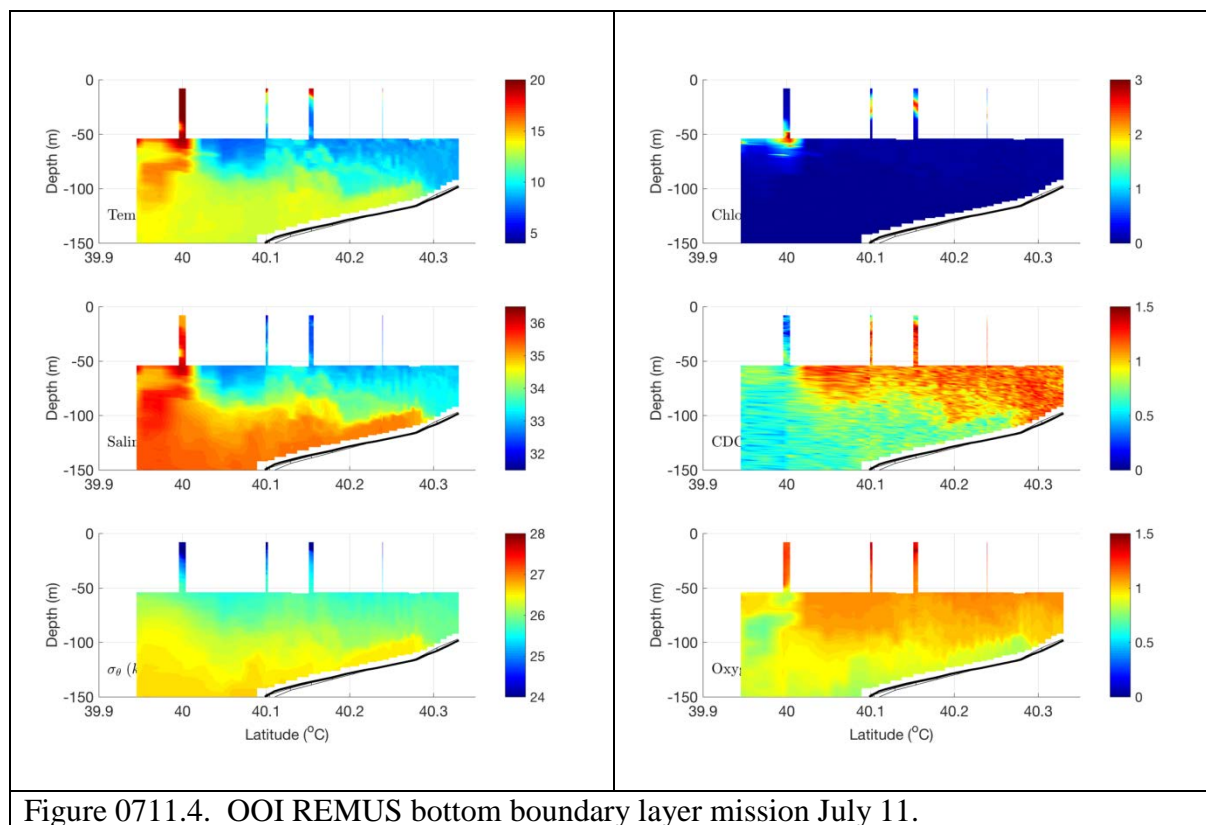 0
-50
-100
-150
Depth (m)
Tem
39.9 40 40.1 40.2 40.3
20
15
10
5
0
-50
-100
-150
Depth (m)
Salin
39.9 40 40.1 40.2 40.3
36
35
34
33
32
0
-50
-100
-150
Depth (m)
σθ (k
39.9 40 40.1 40.2 40.3
Latitude (°C)
28
27
26
25
24
0
-50
-100
-150
Depth (m)
Chlo
39.9 40 40.1 40.2 40.3
3
2
1
0
0
-50
-100
-150
Depth (m)
39.9 40 40.1 40.2 40.3
1.5
1
0.5
0
0
-50
-100
-150
Depth (m)
Oxyg
39.9 40 40.1 40.2 40.3
Latitude (°C)
1.5
1
0.5
0
Figure 0711.4. OOI REMUS bottom boundary layer mission July 11.